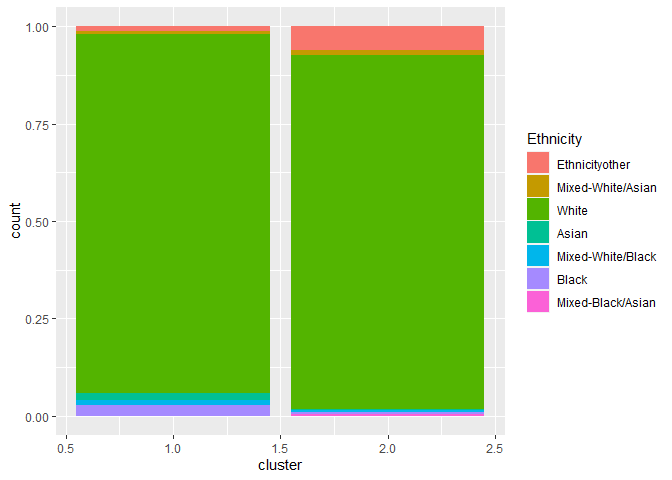 1.00
0.75
0.50
0.25
0.00
count
0.5
1.0
1.5
2.0
2.5
cluster
Ethnicity
Ethnicityother
Mixed-White/Asian
White
Asian
Mixed-White/Black
Black
Mixed-Black/Asian